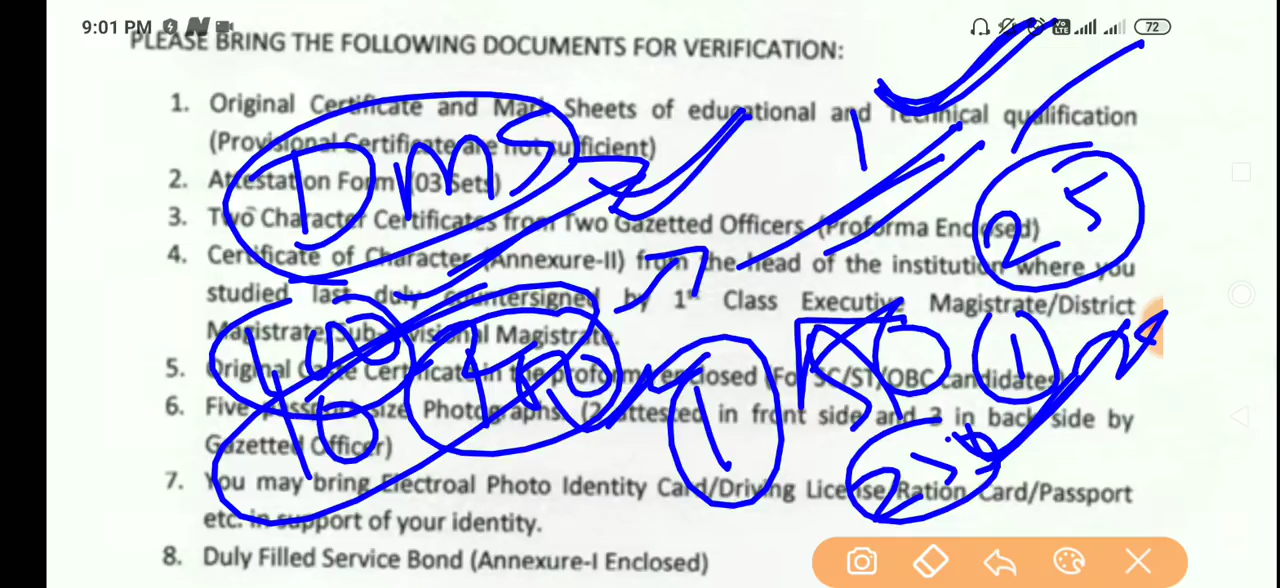 9:01 PM 72
PLEASE BRING THE FOLLOWING DOCUMENTS FOR VERIFICATION:
1. Original Certificate and Mark Sheets of educational and Technical qualification
(Provisional Certificate are not sufficient)
2. Attestation Form (03 Sets)
3. Two Character Certificates from Two Gazetted Officers (Proforma Enclosed)
4. Certificate of Character (Annexure-II) from the head of the institution where you
studied last duly countersigned by 1st Class Executive Magistrate/District
Magistrate/Sub-Divisional Magistrate.
5. Original Caste Certificate in the proforma enclosed (For SC/ST/OBC candidates)
6. Five Passport Size Photographs. (2 attested in front side and 3 in back side by
Gazetted Officer)
7. You may bring Electroal Photo Identity Card/Driving License/Ration Card/Passport
etc. in support of your identity.
8. Duly Filled Service Bond (Annexure-I Enclosed)
DMS
25
1
1